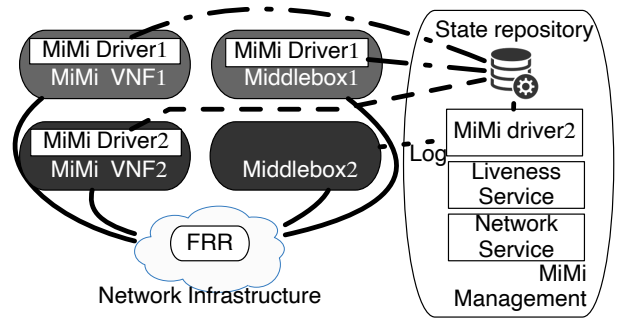 MiMi Driver1
MiMi VNF1
MiMi Driver1
Middlebox1
MiMi Driver2
MiMi VNF2
Middlebox2
FRR
Network Infrastructure
State repository
MiMi driver2
Log
Liveness
Service
Network
Service
MiMi
Management